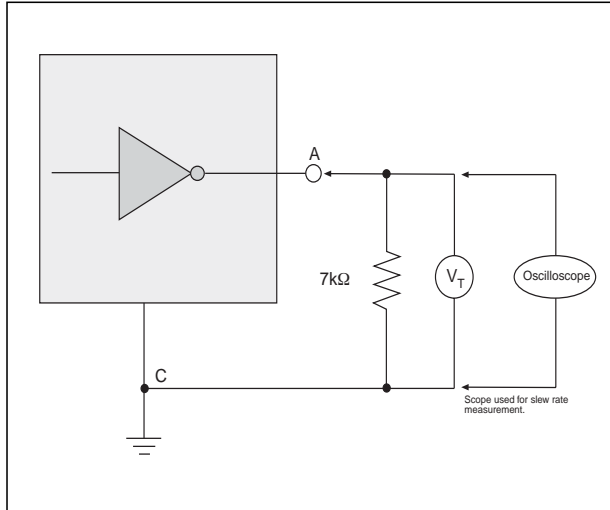 A
7kΩ
VT
Oscilloscope
C
Scope used for slew rate
measurement.